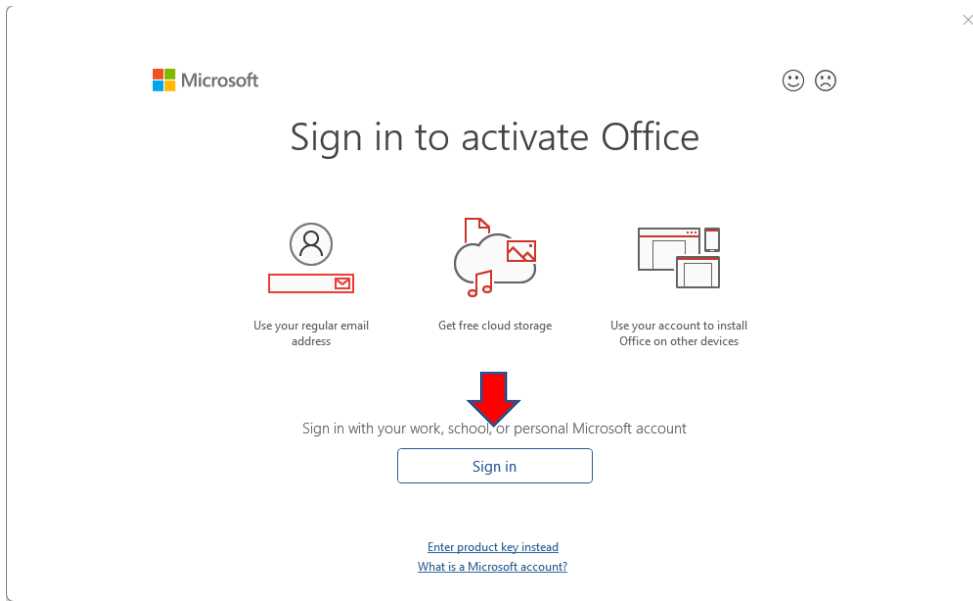 Microsoft
Sign in to activate Office
Use your regular email
address
Get free cloud storage
Use your account to install
Office on other devices
Sign in with your work, school, or personal Microsoft account
Sign in
Enter product key instead
What is a Microsoft account?